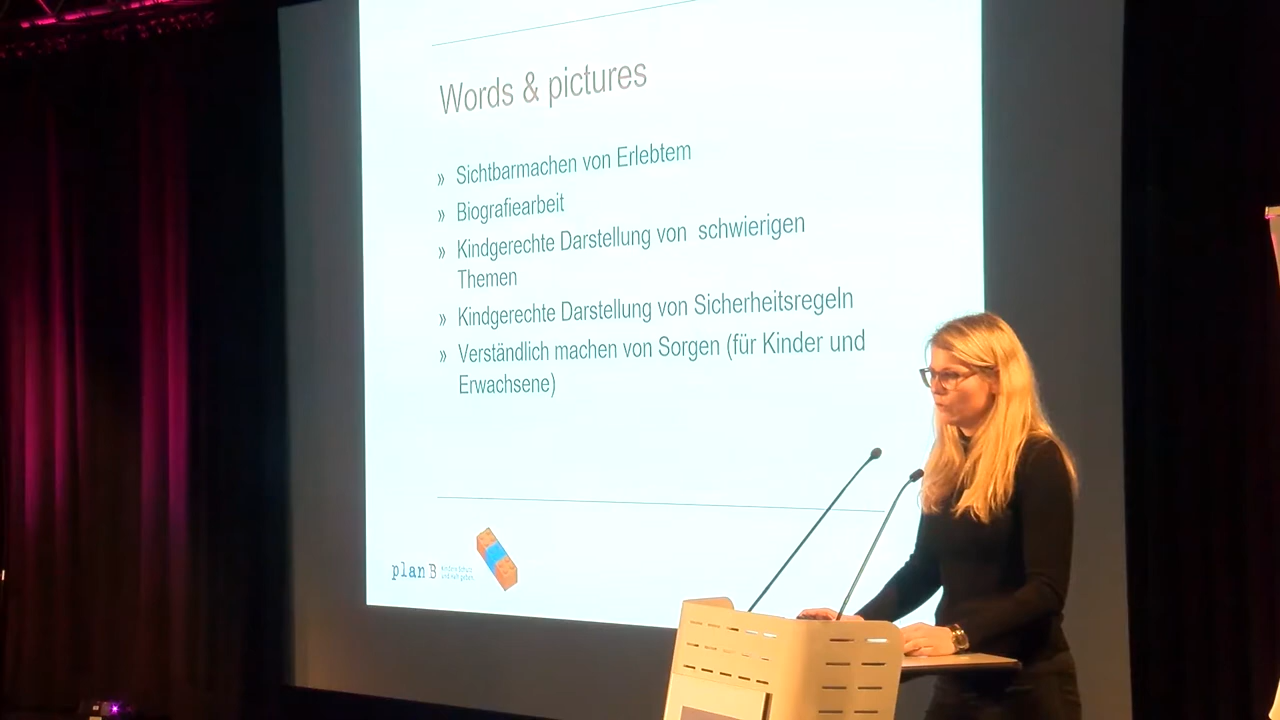 Words & pictures
» Sichtbarmachen von Erlebtem
» Biografiearbeit
» Kindgerechte Darstellung von schwierigen
Themen
» Kindgerechte Darstellung von Sicherheitsregeln
» Verständlich machen von Sorgen (für Kinder und
Erwachsene)
plan B